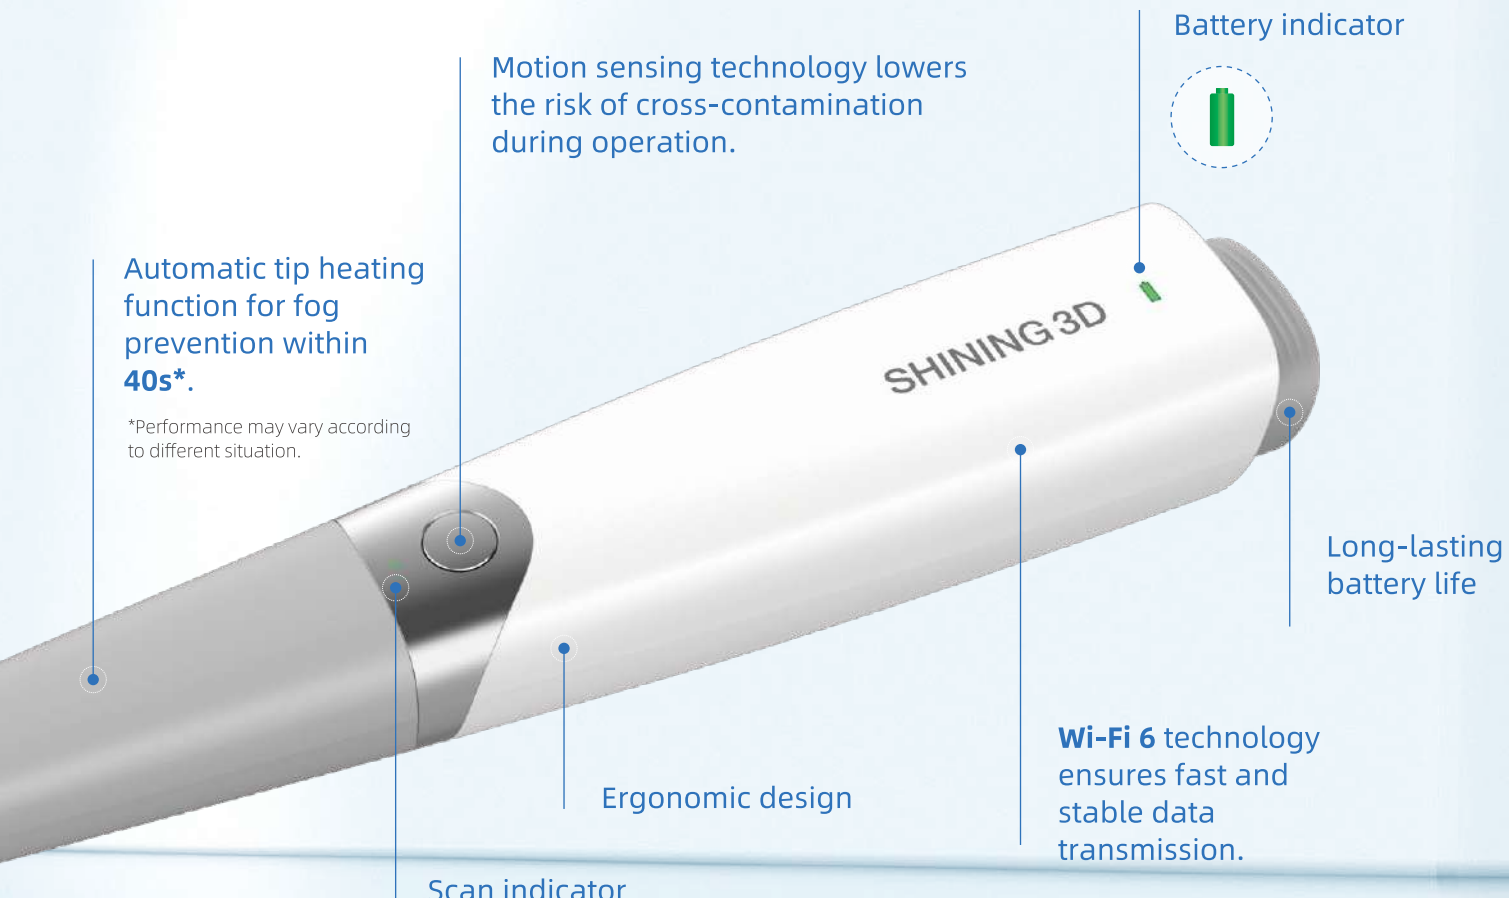 Battery indicator
Motion sensing technology lowers
the risk of cross-contamination
during operation.
Automatic tip heating
function for fog
prevention within
40s*.
*Performance may vary according
to different situation.
SHINING 3D
Long-lasting
battery life
Wi-Fi 6 technology
ensures fast and
stable data
transmission.
Ergonomic design
Scan indicator